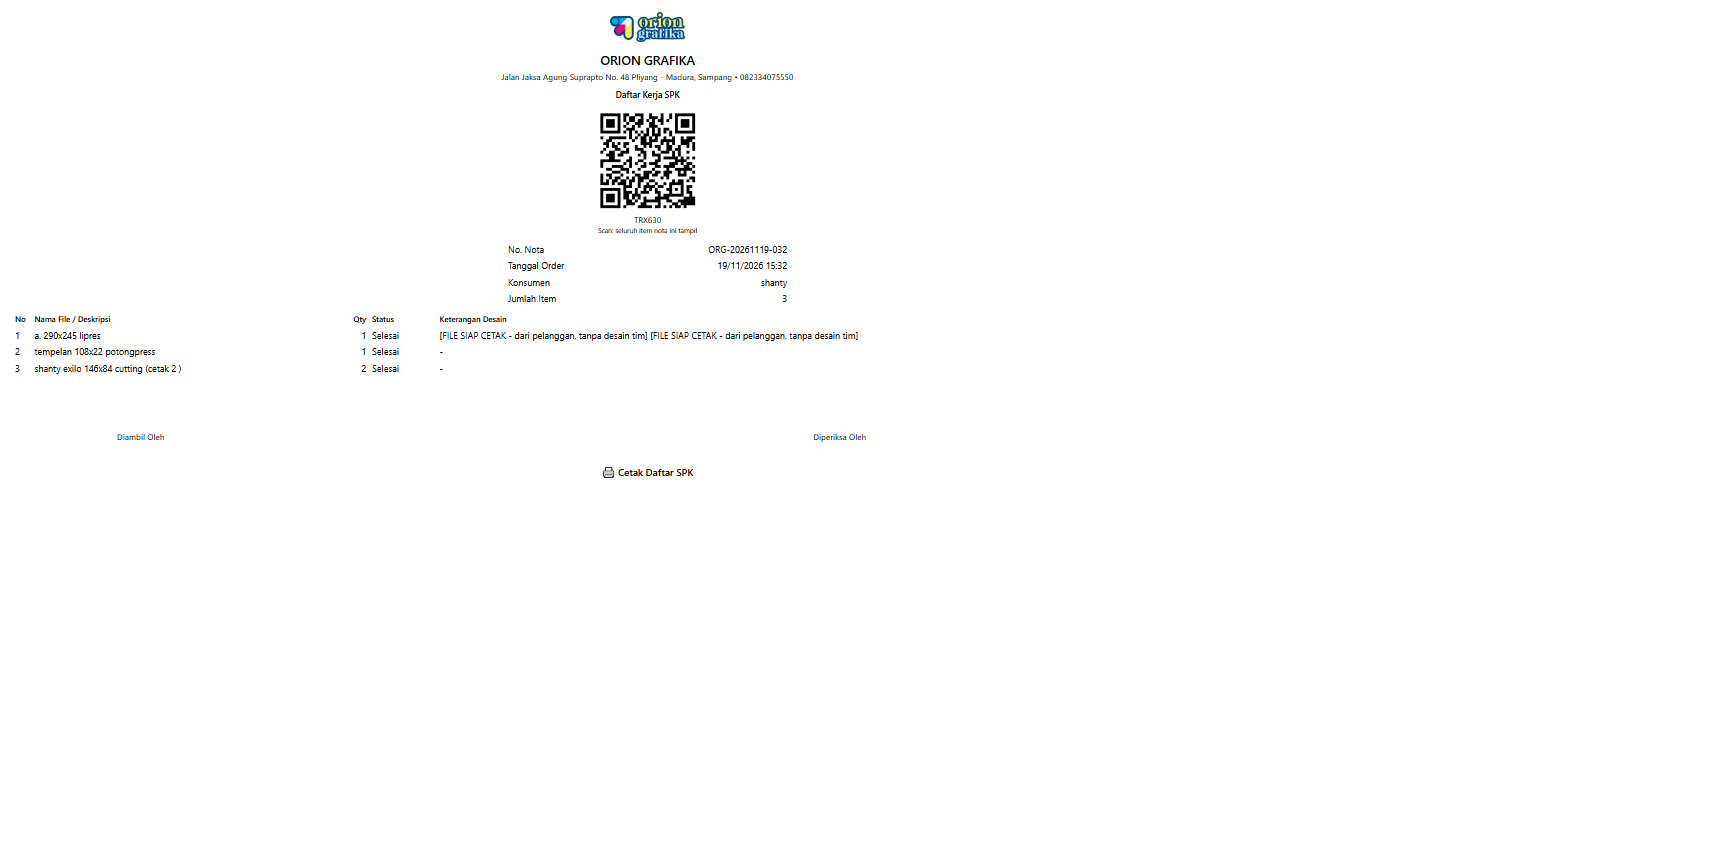 orion
grafika
ORION GRAFIKA
Jalan Jaksa Agung Suprapto No. 48 Pliyang - Madura, Sampang • 082334075550
Daftar Kerja SPK
TRX630
Scan: seluruh item nota ini tampil
No. Nota ORG-20261119-032
Tanggal Order 19/11/2026 15:32
Konsumen shanty
Jumlah Item 3
No Nama File / Deskripsi Qty Status Keterangan Desain
1 a. 290x245 lipres 1 Selesai [FILE SIAP CETAK - dari pelanggan, tanpa desain tim] [FILE SIAP CETAK - dari pelanggan, tanpa desain tim]
2 tempelan 108x22 potongpress 1 Selesai -
3 shanty exilo 146x84 cutting (cetak 2 ) 2 Selesai -
Diambil Oleh Diperiksa Oleh
Cetak Daftar SPK